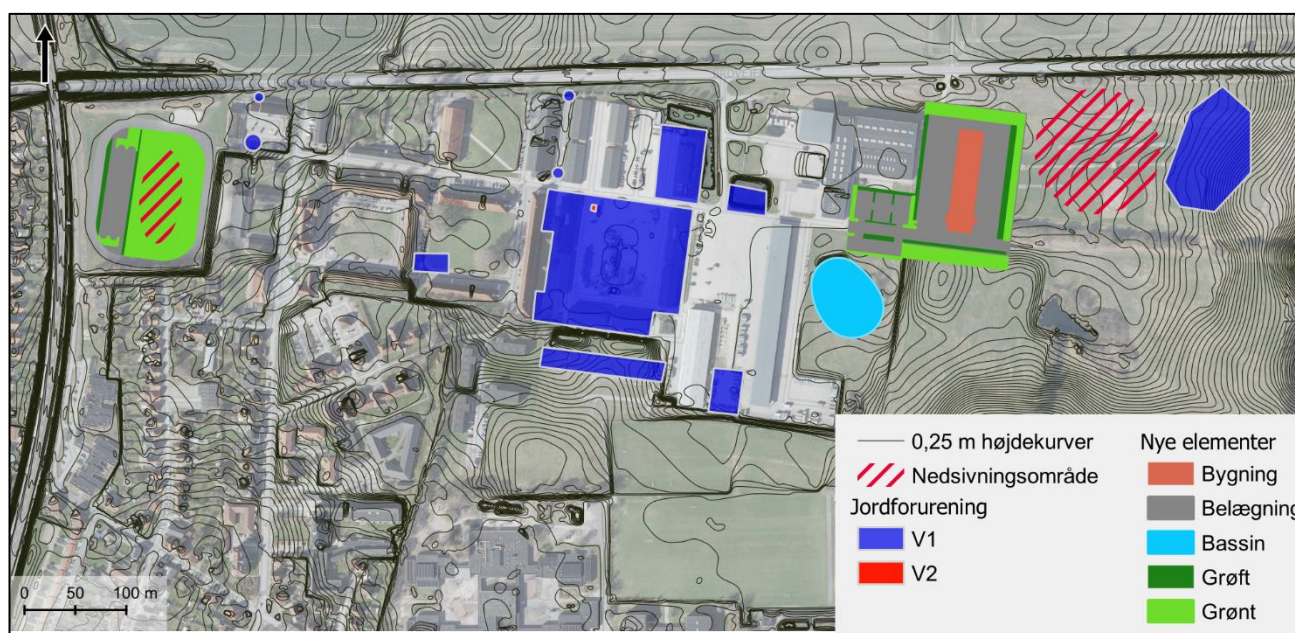 0,25 m højdekurver
Nedsivningsområde
Jordforurening
V1
V2
Nye elementer
Bygning
Belægning
Bassin
Grøft
Grønt
0 50 100 m